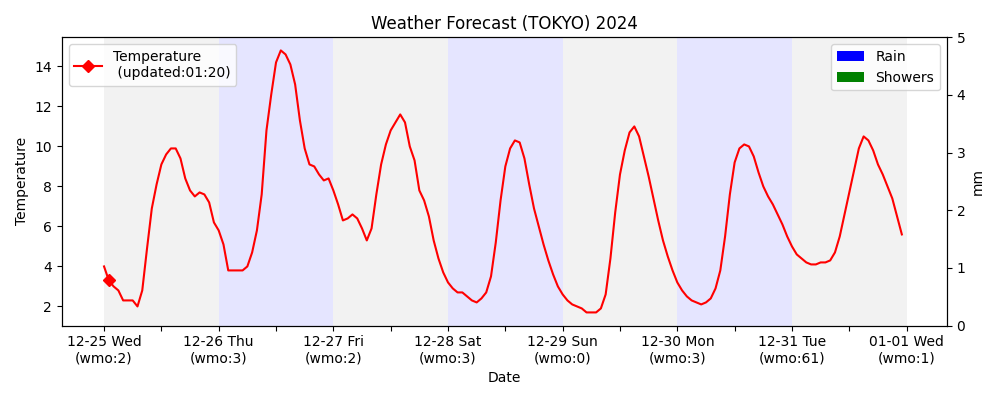 Weather Forecast (TOKYO) 2024
Temperature
(updated:01:20)
Rain
Showers
Temperature
14
12
10
8
6
4
2
5
4
3
2
1
0
mm
12-25 Wed
(wmo:2)
12-26 Thu
(wmo:3)
12-27 Fri
(wmo:2)
12-28 Sat
(wmo:3)
12-29 Sun
(wmo:0)
12-30 Mon
(wmo:3)
12-31 Tue
(wmo:61)
01-01 Wed
(wmo:1)
Date